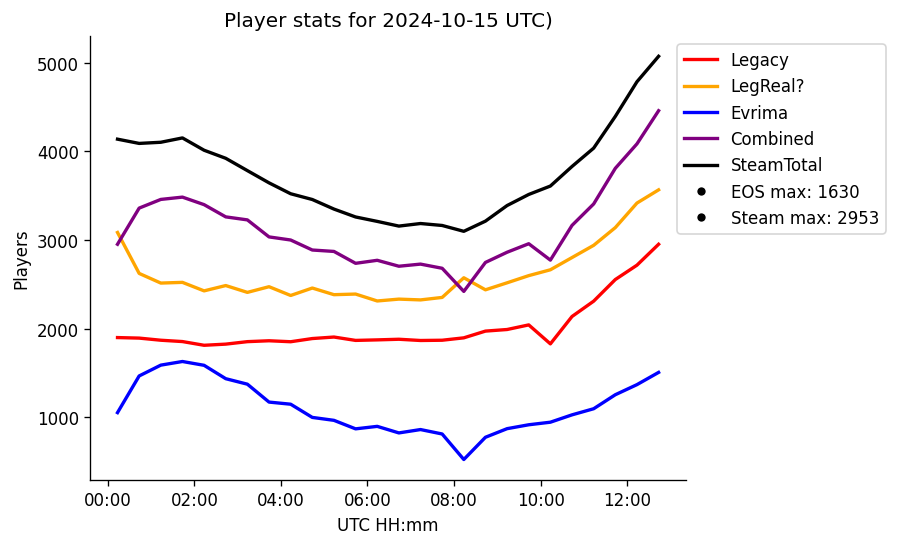 Player stats for 2024-10-15 UTC)
Legacy
LegReal?
Evrima
Combined
SteamTotal
EOS max: 1630
Steam max: 2953
Players
5000
4000
3000
2000
1000
00:00 02:00 04:00 06:00 08:00 10:00 12:00
UTC HH:mm